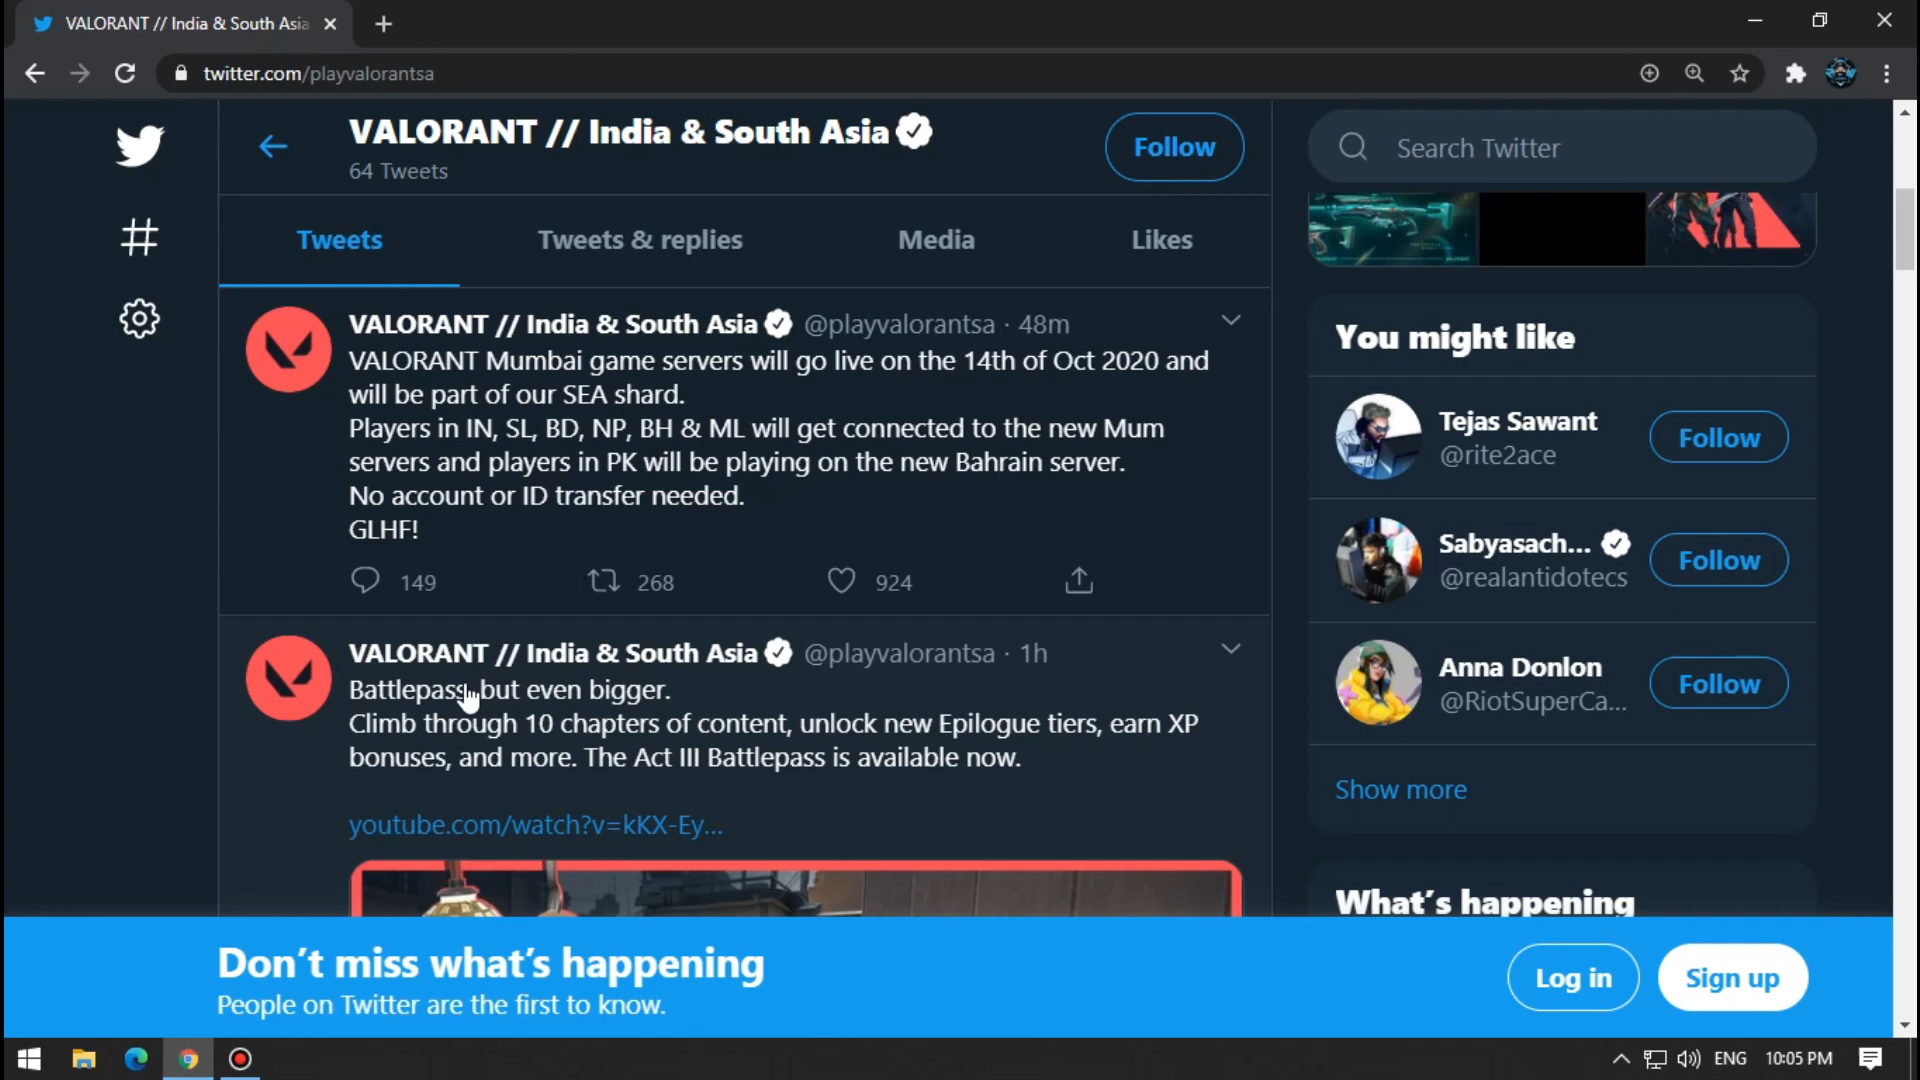 VALORANT // India & South Asia
twitter.com/playvalorantsa
VALORANT // India & South Asia
64 Tweets
Follow
Search Twitter
Tweets
Tweets & replies
Media
Likes
VALORANT // India & South Asia @playvalorantsa · 48m
VALORANT Mumbai game servers will go live on the 14th of Oct 2020 and
will be part of our SEA shard.
Players in IN, SL, BD, NP, BH & ML will get connected to the new Mum
servers and players in PK will be playing on the new Bahrain server.
No account or ID transfer needed.
GLHF!
149
268
924
VALORANT // India & South Asia @playvalorantsa · 1h
Battlepass but even bigger.
Climb through 10 chapters of content, unlock new Epilogue tiers, earn XP
bonuses, and more. The Act III Battlepass is available now.
youtube.com/watch?v=kKX-Ey...
You might like
Tejas Sawant
@rite2ace
Follow
Sabyasach...
@realantidotecs
Follow
Anna Donlon
@RiotSuperCa...
Follow
Show more
What's happening
Don't miss what's happening
People on Twitter are the first to know.
Log in
Sign up
ENG
10:05 PM